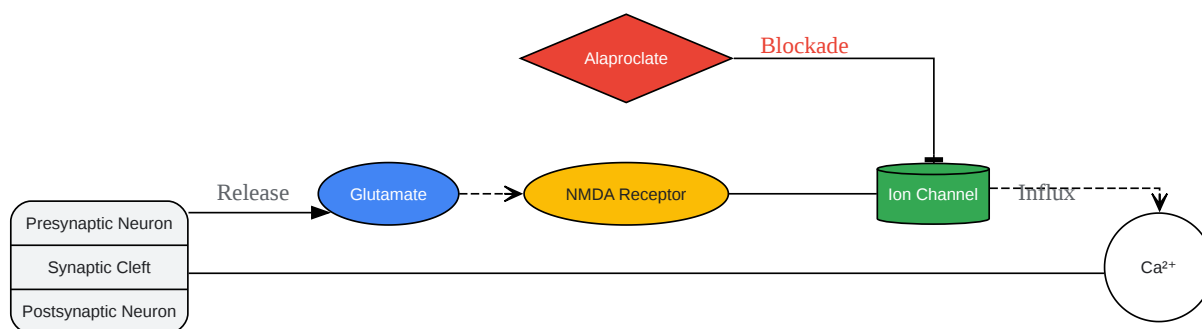 Alaproclate
Blockade
Release
Glutamate
NMDA Receptor
Ion Channel
Influx
Presynaptic Neuron
Synaptic Cleft
Postsynaptic Neuron
Ca²⁺